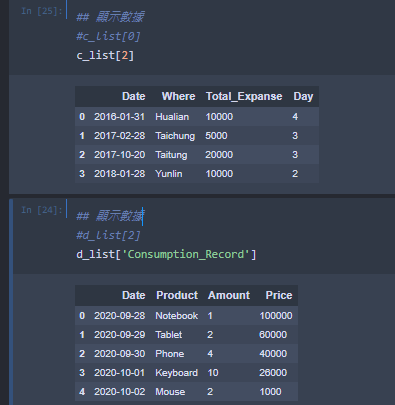 In [25]:
## 顯示數據
#c_list[0]
c_list[2]
Date Where Total_Expanse Day
0 2016-01-31 Hualian 10000 4
1 2017-02-28 Taichung 5000 3
2 2017-10-20 Taitung 20000 3
3 2018-01-28 Yunlin 10000 2
In [24]:
## 顯示數據
#d_list[2]
d_list['Consumption_Record']
Date Product Amount Price
0 2020-09-28 Notebook 1 100000
1 2020-09-29 Tablet 2 60000
2 2020-09-30 Phone 4 40000
3 2020-10-01 Keyboard 10 26000
4 2020-10-02 Mouse 2 1000